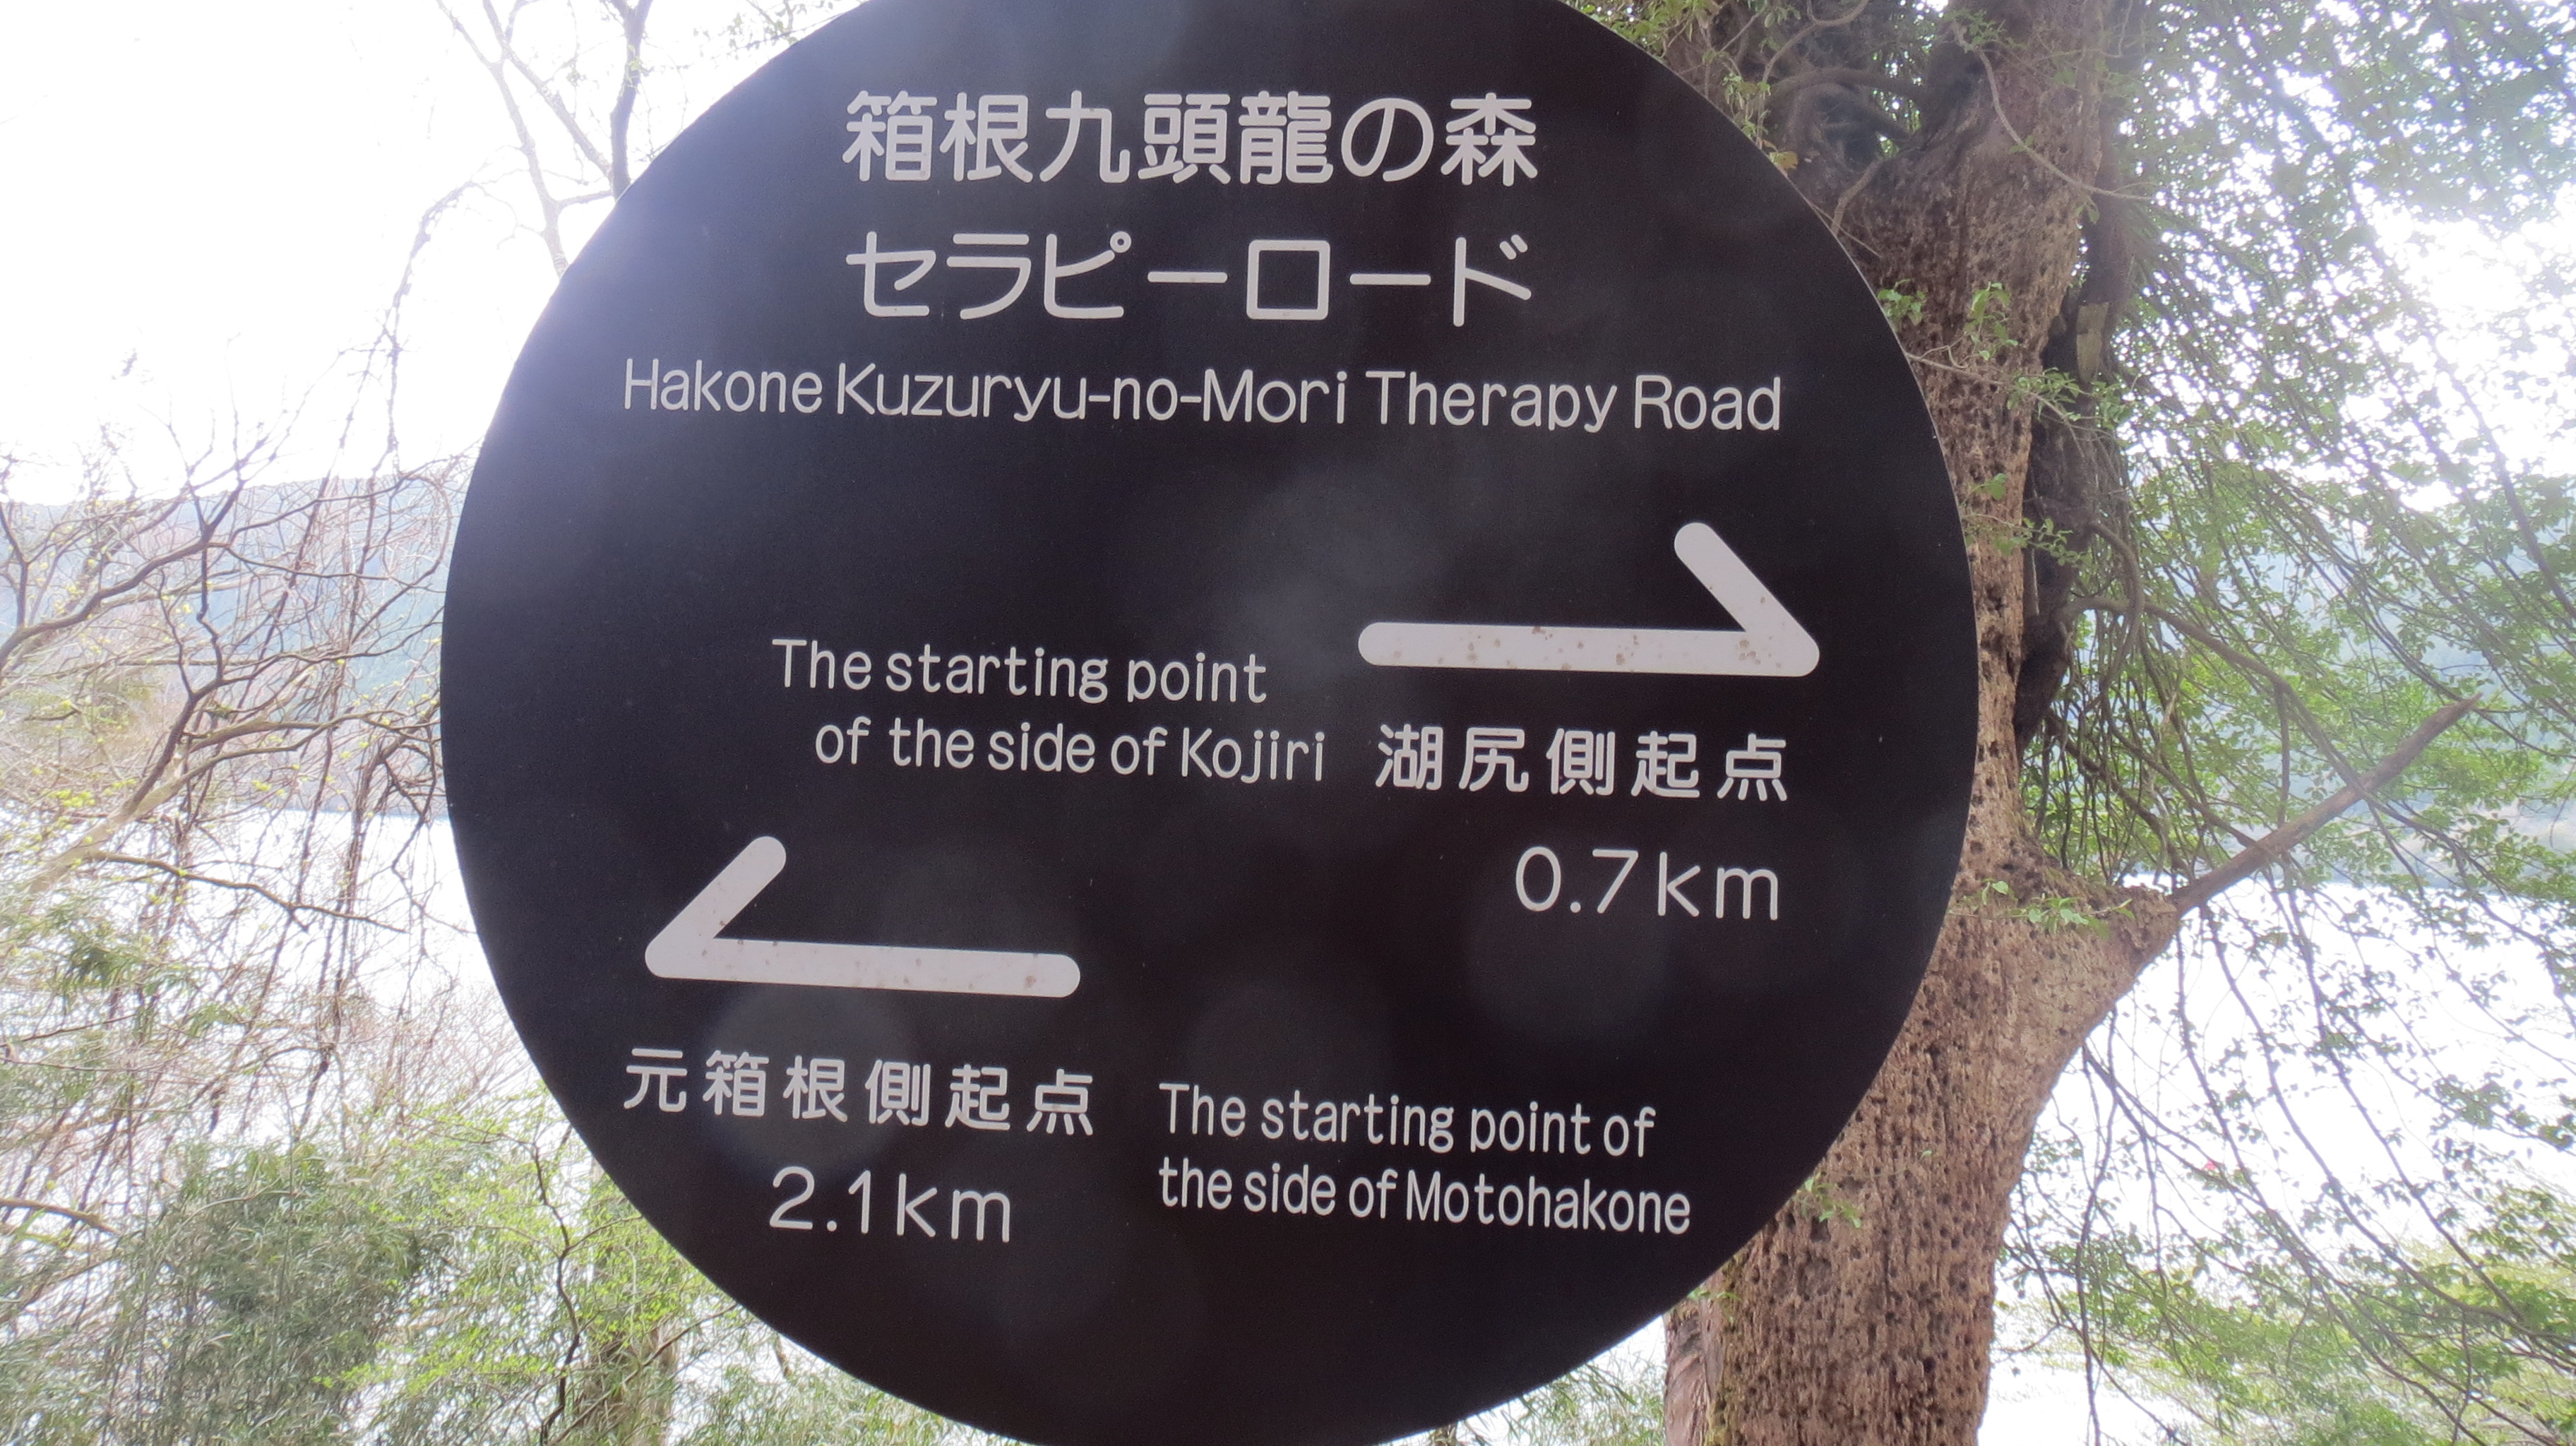 箱根九頭龍の森
セラピーロード
Hakone Kuzuryu-no-Mori Therapy Road
The starting point
of the side of Kojiri
湖尻側起点
0.7km
元箱根側起点
2.1km
The starting point of
the side of Motohakone